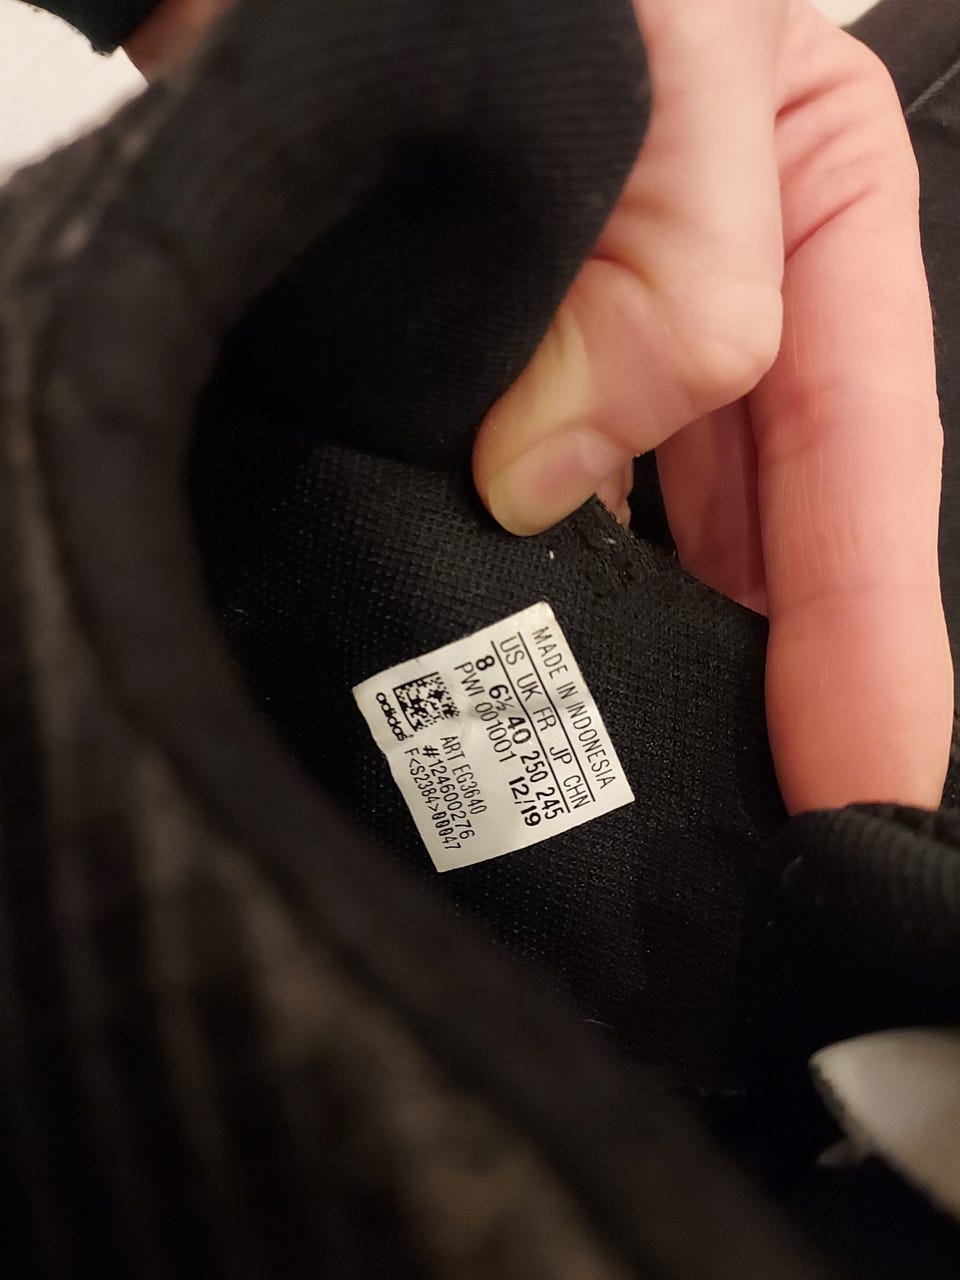 MADE IN INDONESIA
US UK FR JP CHN
8 6½ 40 250 245
PWI 001001 12/19
ART EG3640
#124600276
F<S2384>00047
adidas